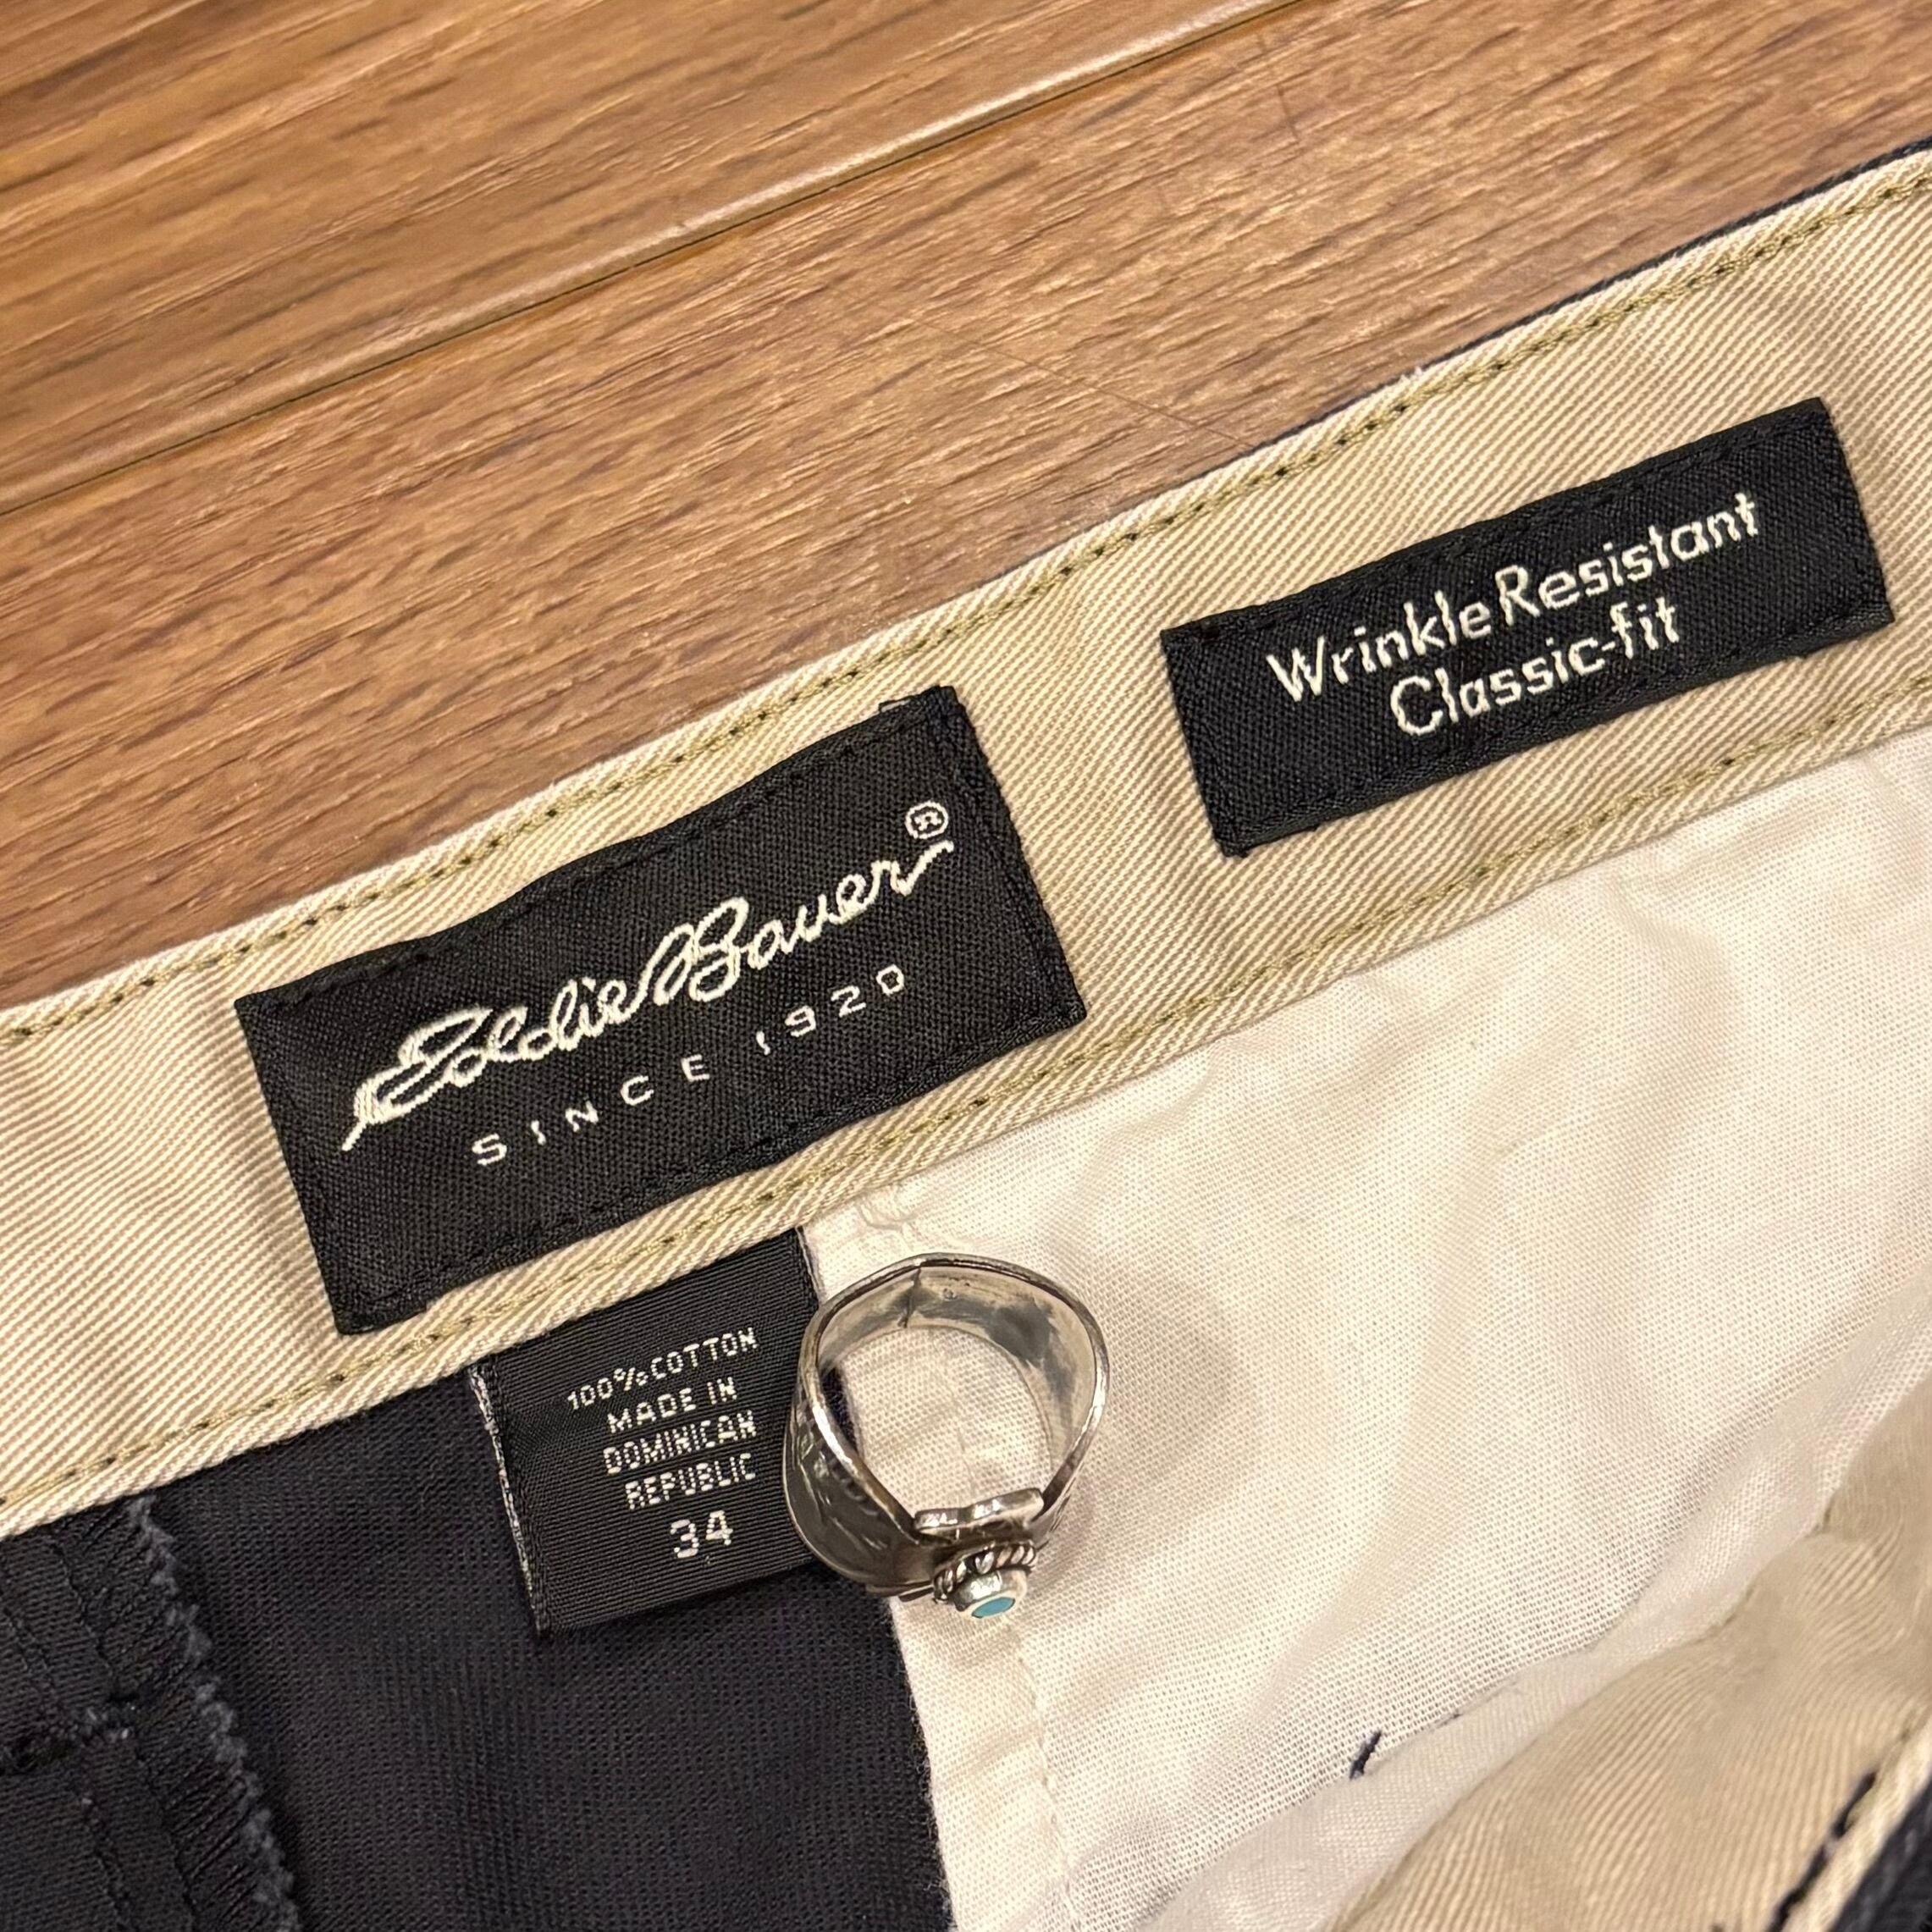 Wrinkle Resistant
Classic-fit
Eddie Bauer®
SINCE 1920
100% COTTON
MADE IN
DOMINICAN
REPUBLIC
34